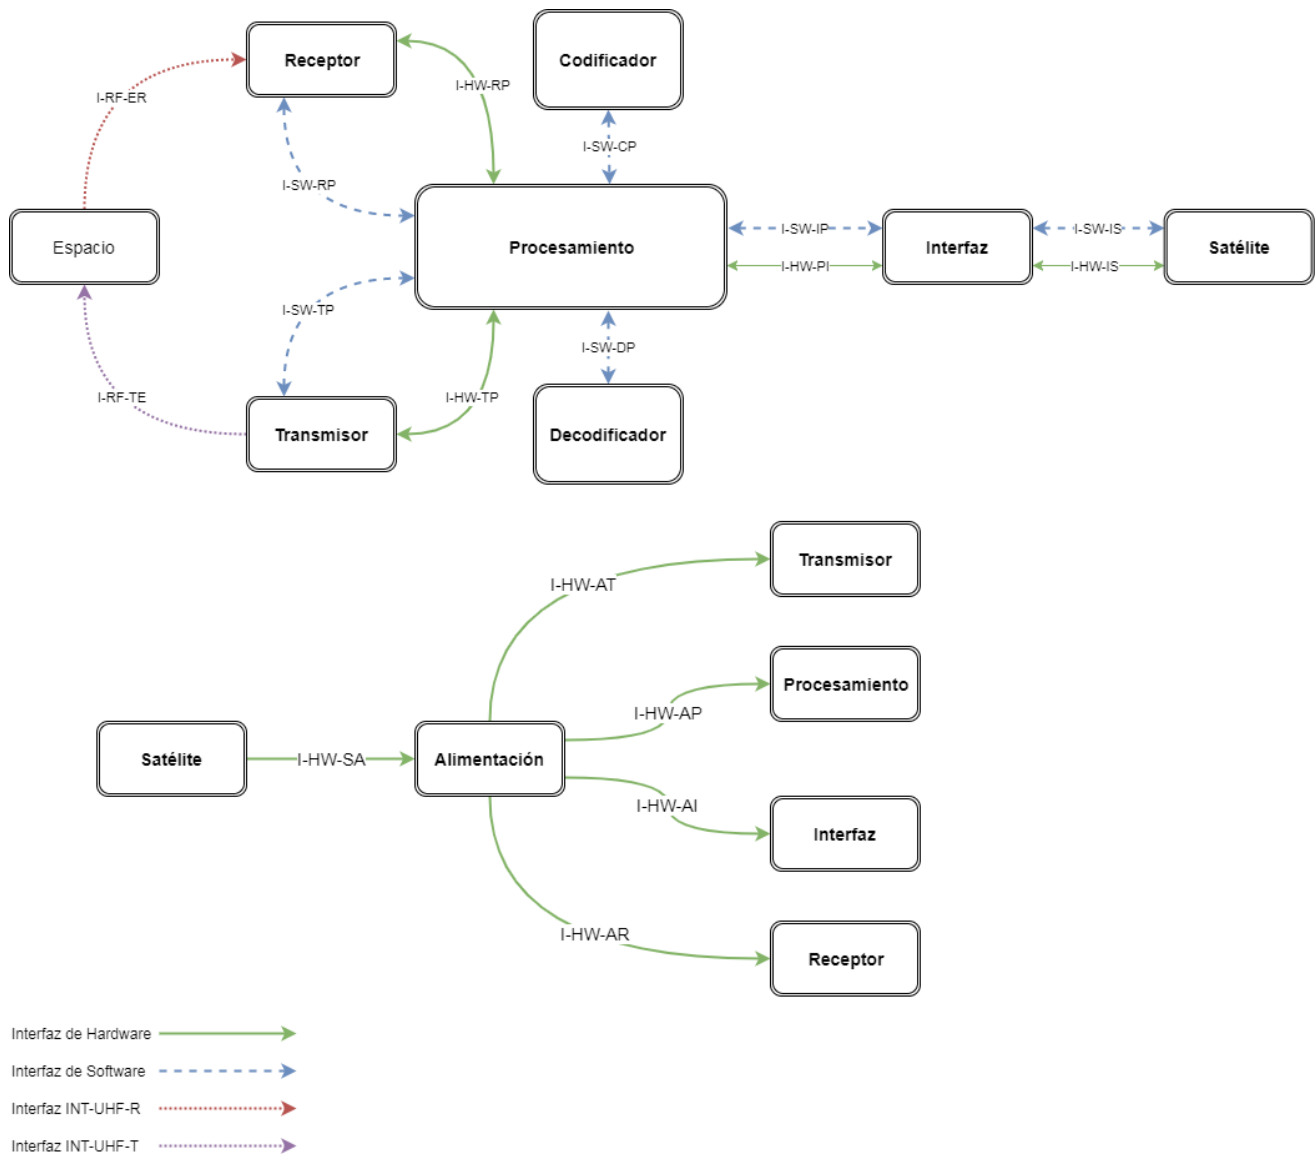 Receptor
Codificador
I-HW-RP
I-RF-ER
I-SW-CP
I-SW-RP
Espacio
Procesamiento
I-SW-IP
Interfaz
I-SW-IS
Satélite
I-HW-PI
I-HW-IS
I-SW-TP
I-SW-DP
I-RF-TE
I-HW-TP
Transmisor
Decodificador
Transmisor
I-HW-AT
Procesamiento
I-HW-AP
Satélite
I-HW-SA
Alimentación
I-HW-AI
Interfaz
I-HW-AR
Receptor
Interfaz de Hardware
Interfaz de Software
Interfaz INT-UHF-R
Interfaz INT-UHF-T